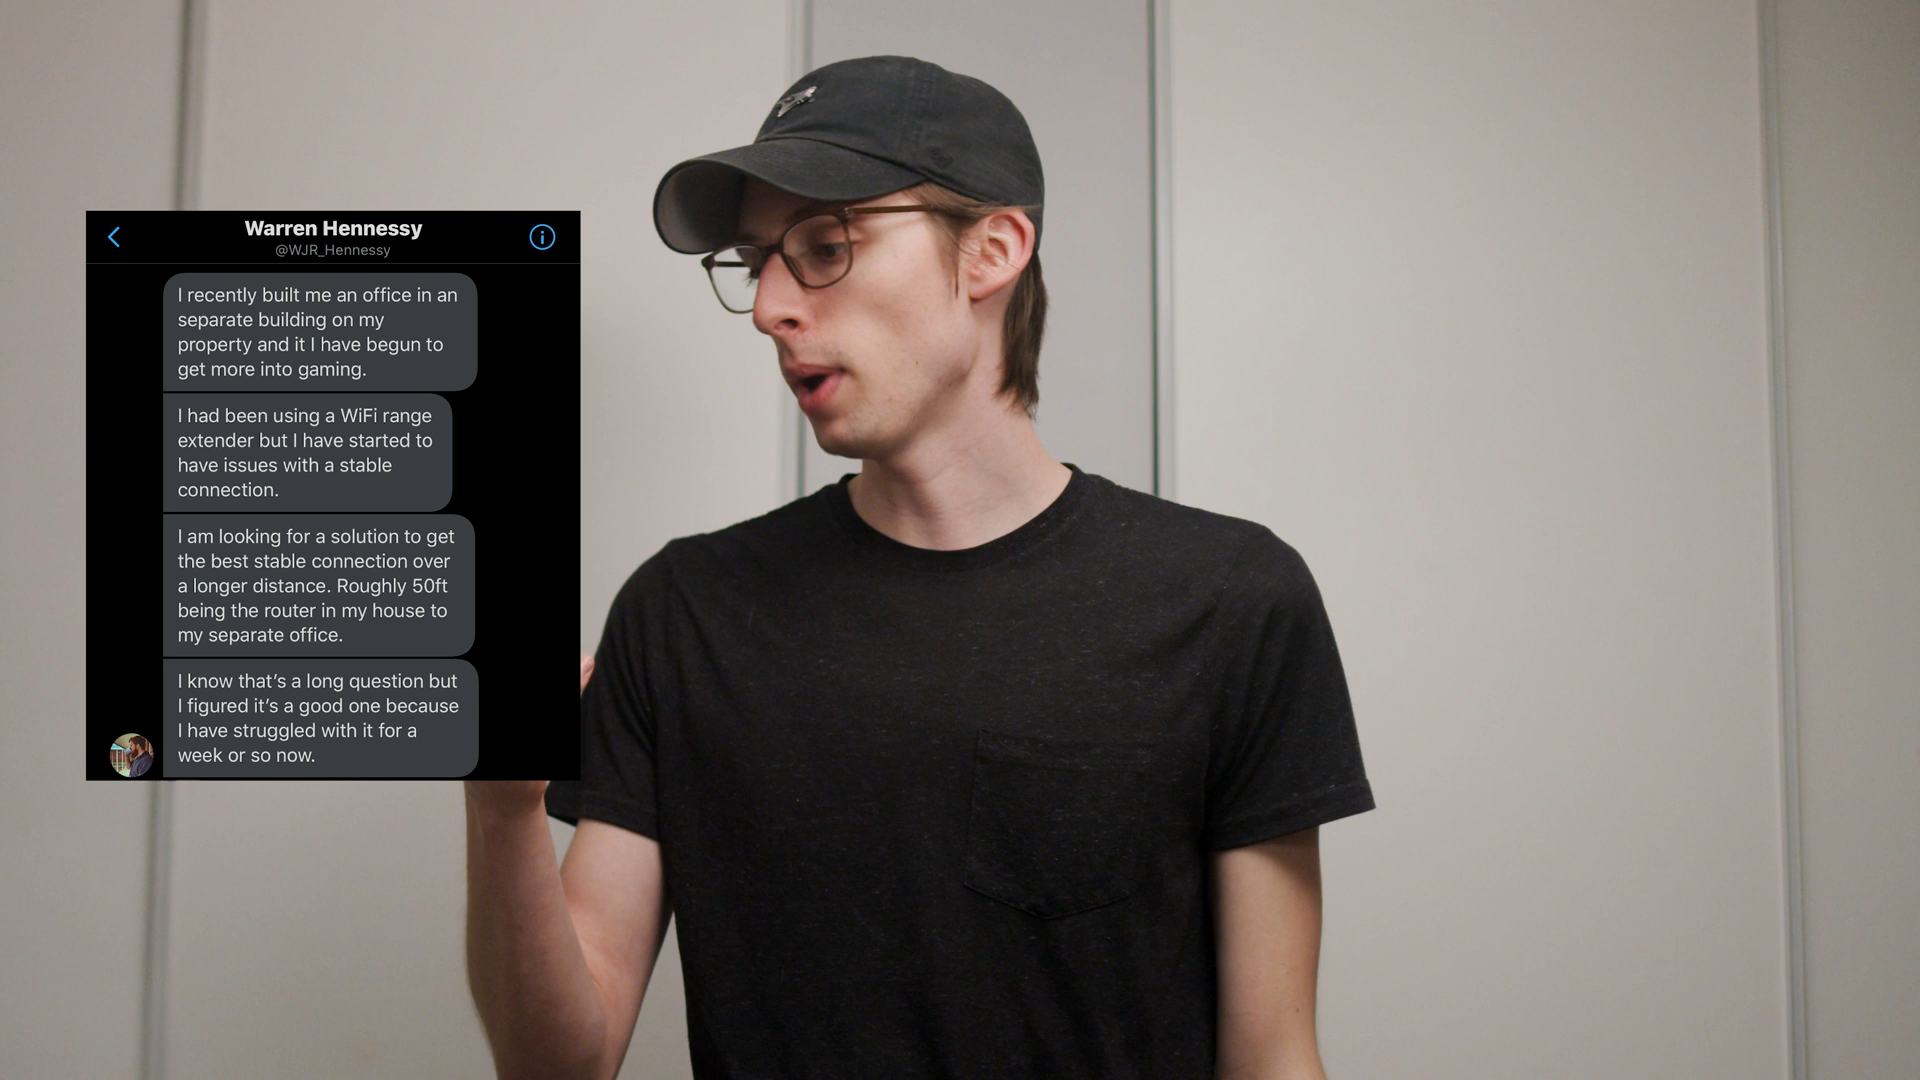 Warren Hennessy
@WJR_Hennessy
I recently built me an office in an
separate building on my
property and it I have begun to
get more into gaming.
I had been using a WiFi range
extender but I have started to
have issues with a stable
connection.
I am looking for a solution to get
the best stable connection over
a longer distance. Roughly 50ft
being the router in my house to
my separate office.
I know that’s a long question but
I figured it’s a good one because
I have struggled with it for a
week or so now.